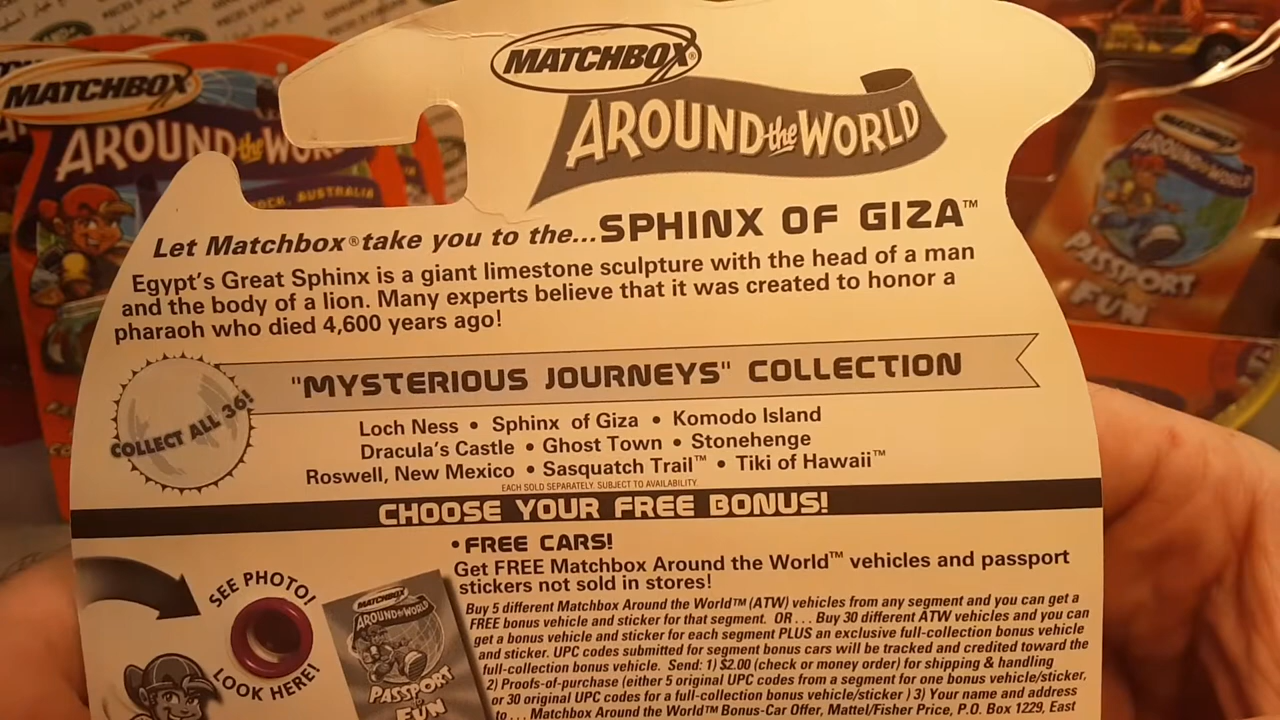 MATCHBOX®
AROUND the WORLD
MATCHBOX
AROUND the WOR
ROCK, AUSTRALIA
Let Matchbox® take you to the... SPHINX OF GIZA™
Egypt's Great Sphinx is a giant limestone sculpture with the head of a man
and the body of a lion. Many experts believe that it was created to honor a
pharaoh who died 4,600 years ago!
"MYSTERIOUS JOURNEYS" COLLECTION
COLLECT ALL 36!
Loch Ness • Sphinx of Giza • Komodo Island
Dracula's Castle • Ghost Town • Stonehenge
Roswell, New Mexico • Sasquatch Trail™ • Tiki of Hawaii™
EACH SOLD SEPARATELY. SUBJECT TO AVAILABILITY.
CHOOSE YOUR FREE BONUS!
• FREE CARS!
Get FREE Matchbox Around the World™ vehicles and passport
stickers not sold in stores!
Buy 5 different Matchbox Around the World™ (ATW) vehicles from any segment and you can get a
FREE bonus vehicle and sticker for that segment. OR . . . Buy 30 different ATW vehicles and you can
get a bonus vehicle and sticker for each segment PLUS an exclusive full-collection bonus vehicle
and sticker. UPC codes submitted for segment bonus cars will be tracked and credited toward the
full-collection bonus vehicle. Send: 1) $2.00 (check or money order) for shipping & handling
2) Proofs-of-purchase (either 5 original UPC codes from a segment for one bonus vehicle/sticker,
or 30 original UPC codes for a full-collection bonus vehicle/sticker ) 3) Your name and address
to . . . Matchbox Around the World™ Bonus-Car Offer, Mattel/Fisher Price, P.O. Box 1229, East
SEE PHOTO!
LOOK HERE!
MATCHBOX
AROUND the WORLD
PASSPORT
to FUN
MATCHBOX
AROUND the WORLD
PASSPORT
to FUN